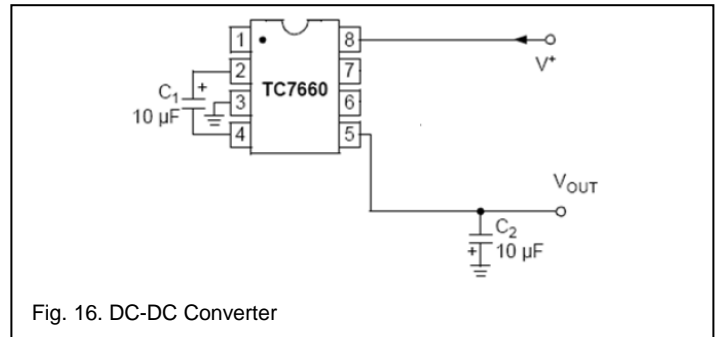 1 8
V+
2 7
+
C1 TC7660
3 6
10 µF
4 5
VOUT
C2
+ 10 µF
Fig. 16. DC-DC Converter